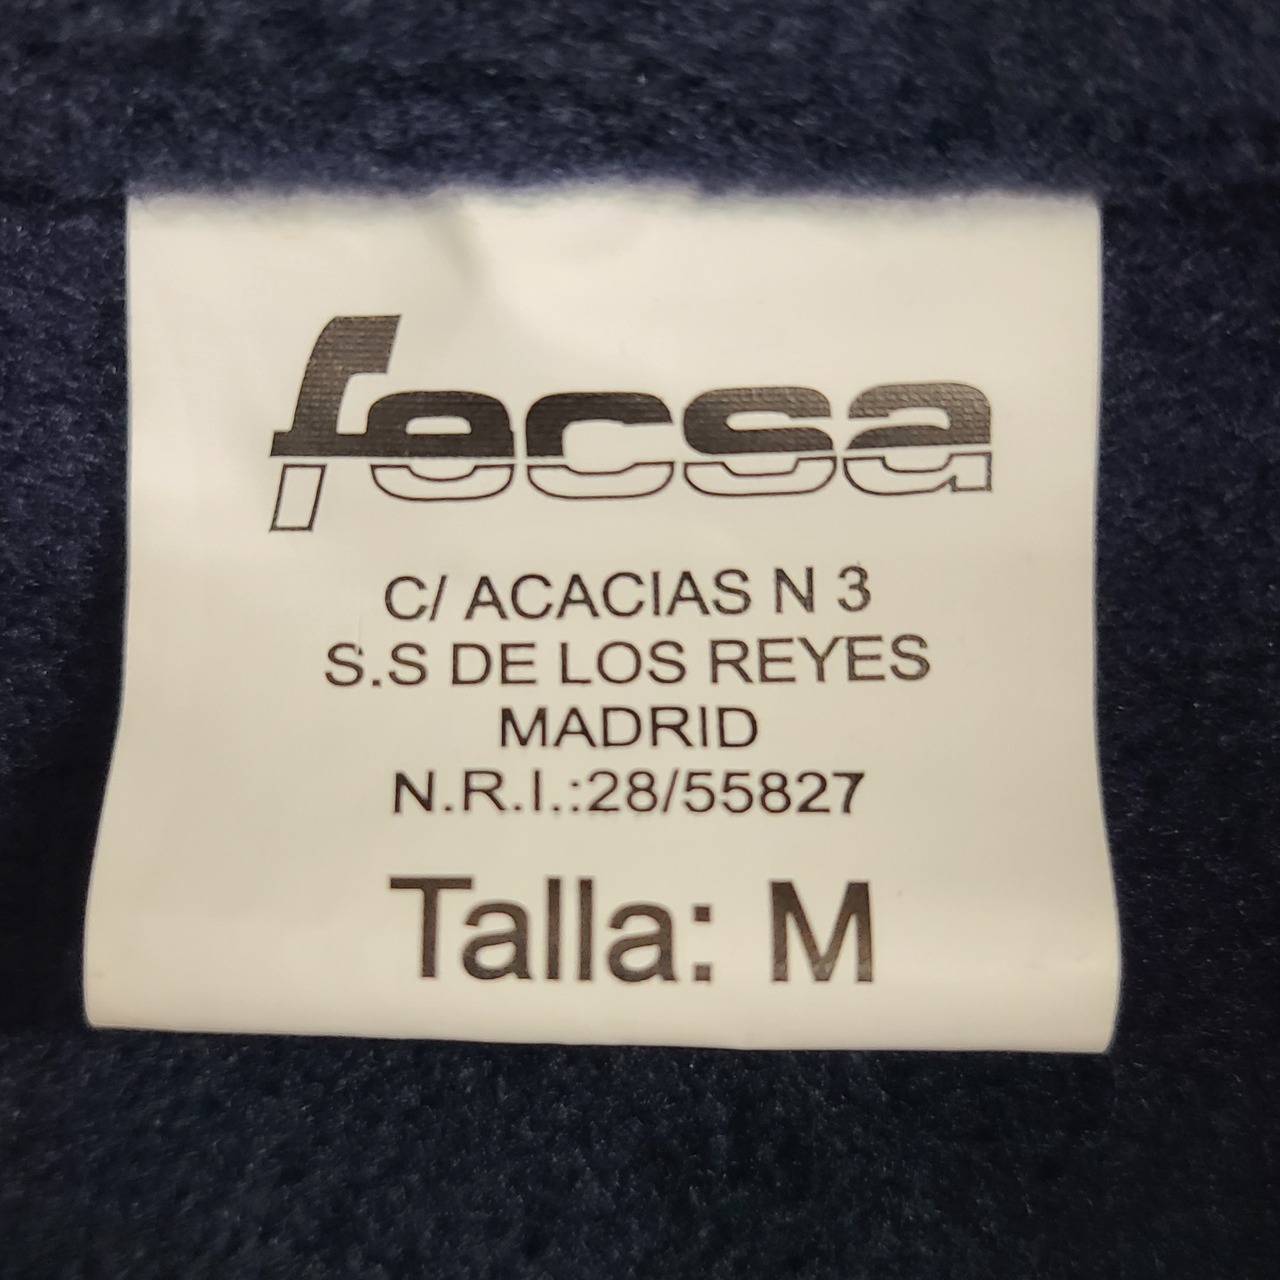 fecsa
C/ ACACIAS N 3
S.S DE LOS REYES
MADRID
N.R.I.:28/55827
Talla: M